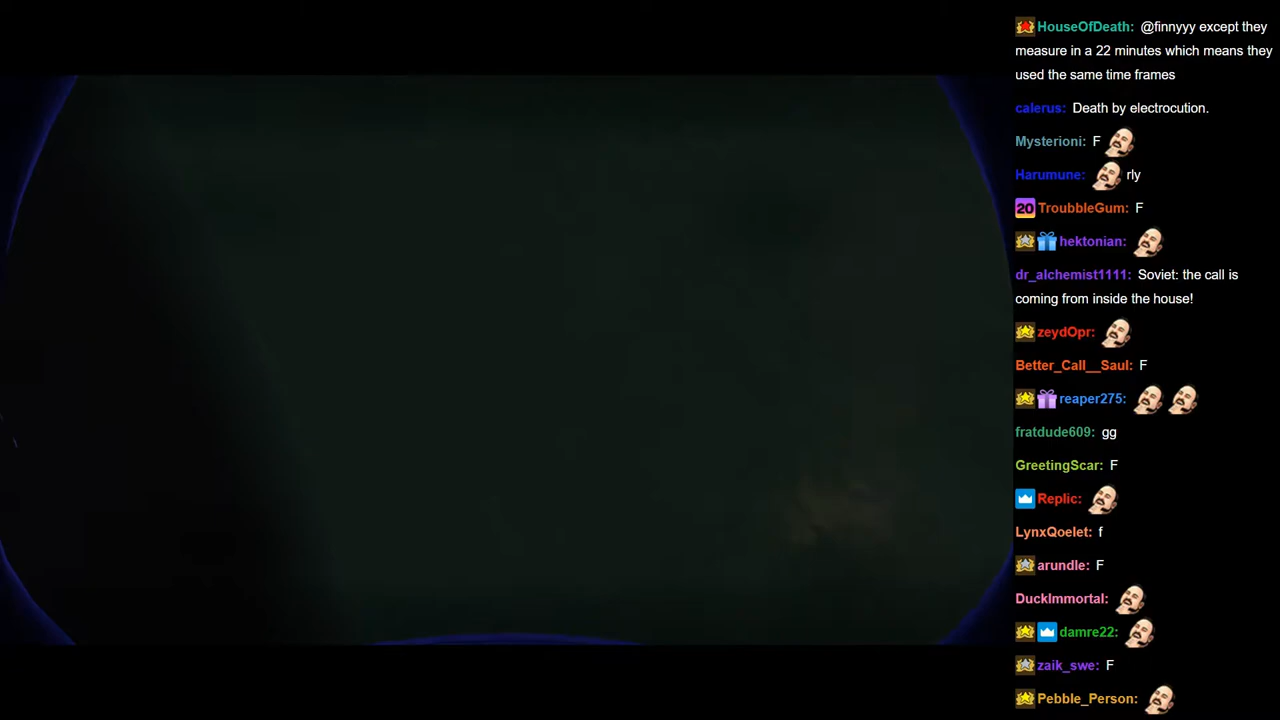 HouseOfDeath: @finnyyy except they
measure in a 22 minutes which means they
used the same time frames
calerus: Death by electrocution.
Mysterioni: F
Harumune: rly
20 TroubbleGum: F
hektonian:
dr_alchemist1111: Soviet: the call is
coming from inside the house!
zeydOpr:
Better_Call__Saul: F
reaper275:
fratdude609: gg
GreetingScar: F
Replic:
LynxQoelet: f
arundle: F
DuckImmortal:
damre22:
zaik_swe: F
Pebble_Person: